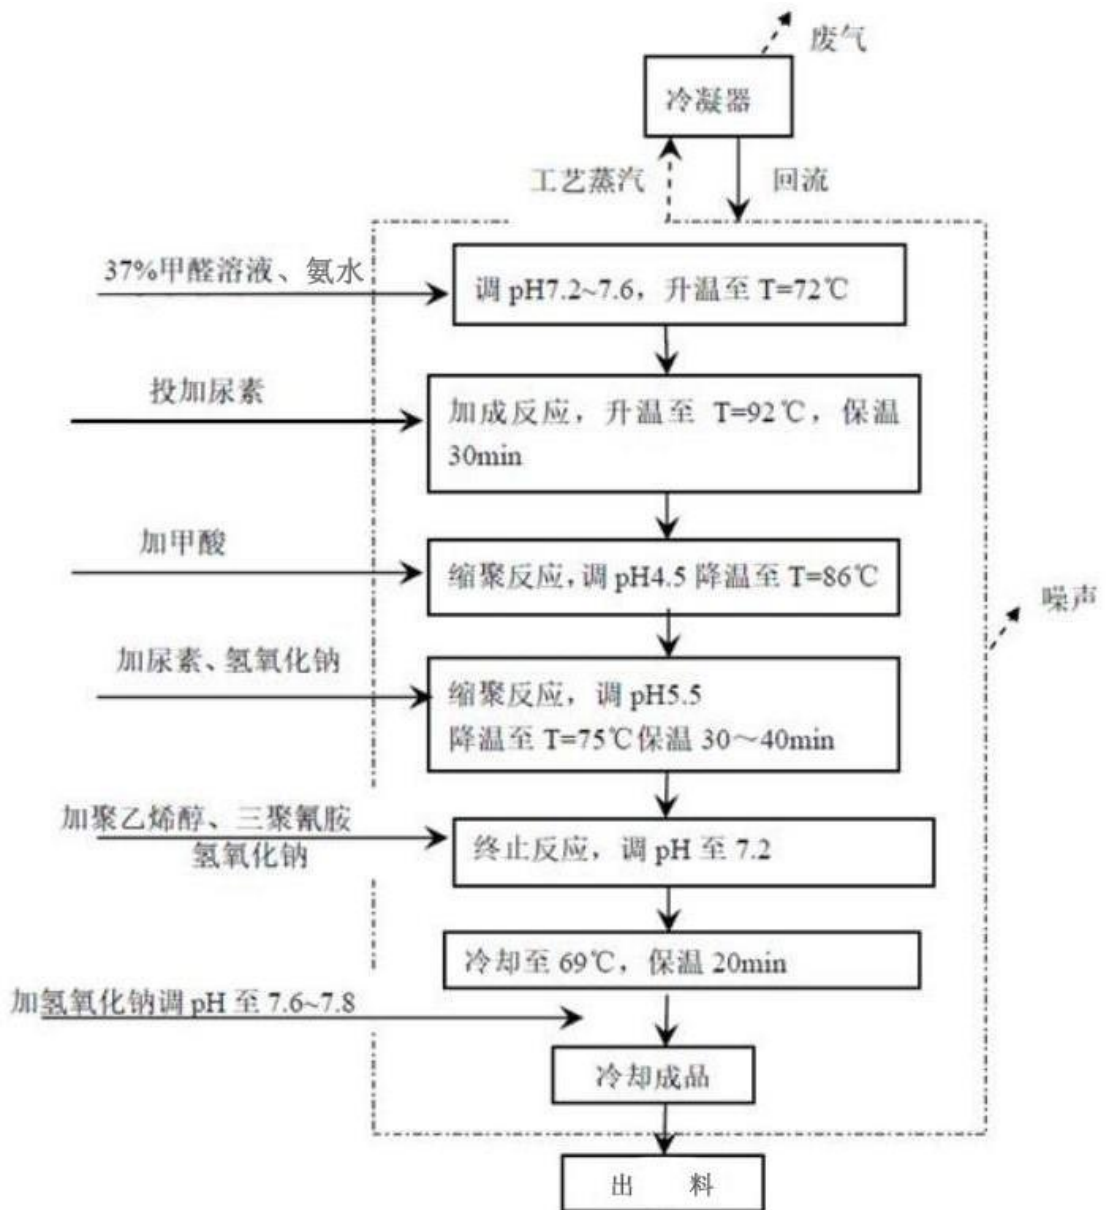 废气
冷凝器
工艺蒸汽
回流
37%甲醛溶液、氨水
调 pH7.2~7.6，升温至 T=72℃
投加尿素
加成反应，升温至 T=92℃，保温
30min
加甲酸
缩聚反应,调 pH4.5 降温至 T=86℃
噪声
加尿素、氢氧化钠
缩聚反应，调 pH5.5
降温至 T=75℃保温 30～40min
加聚乙烯醇、三聚氰胺
氢氧化钠
终止反应，调 pH 至 7.2
冷却至 69℃，保温 20min
加氢氧化钠调 pH 至 7.6~7.8
冷却成品
出 料